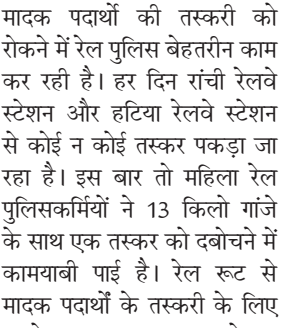 मादक पदार्थो की तस्करी को
रोकने में रेल पुलिस बेहतरीन काम
कर रही है। हर दिन रांची रेलवे
स्टेशन और हटिया रेलवे स्टेशन
से कोई न कोई तस्कर पकड़ा जा
रहा है। इस बार तो महिला रेल
पुलिसकर्मियों ने 13 किलो गांजे
के साथ एक तस्कर को दबोचने में
कामयाबी पाई है। रेल रूट से
मादक पदार्थों के तस्करी के लिए